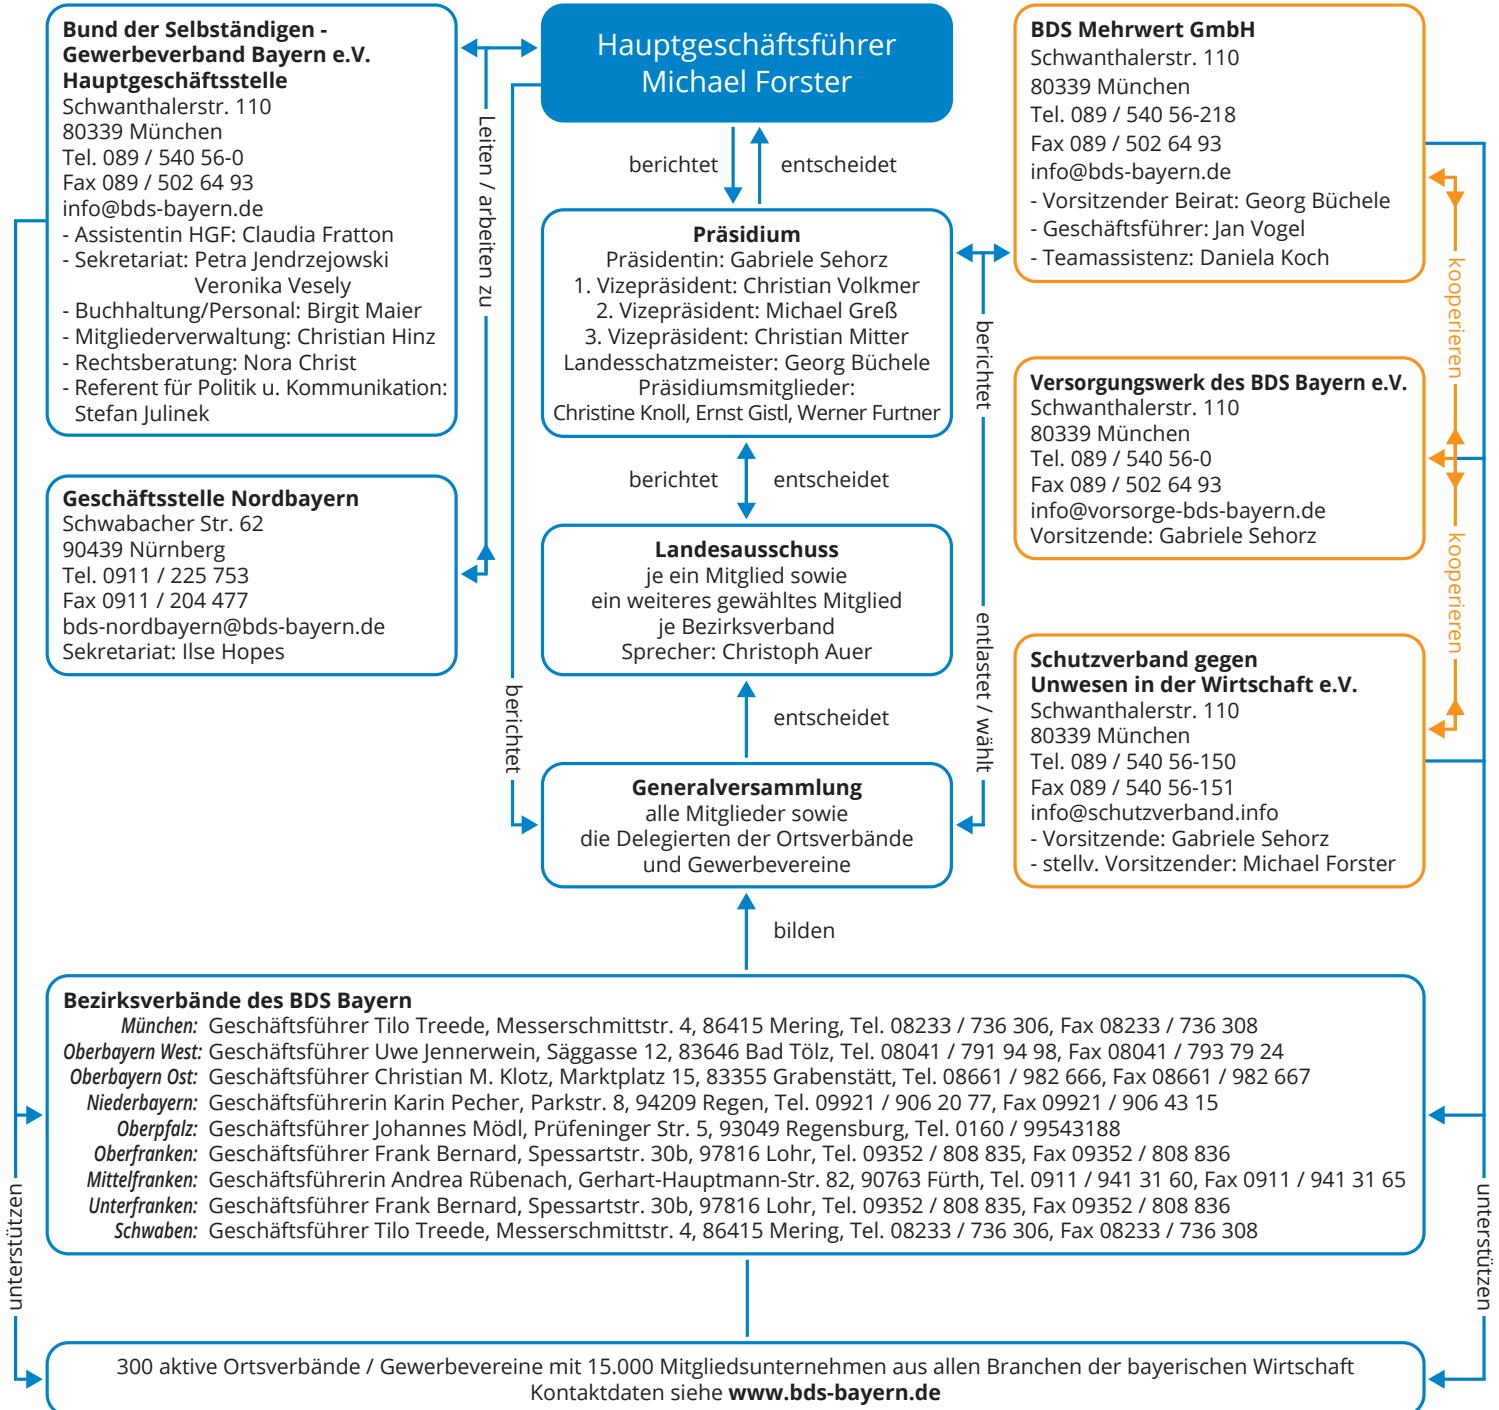 Bund der Selbständigen -
Gewerbeverband Bayern e.V.
Hauptgeschäftsstelle
Schwanthalerstr. 110
80339 München
Tel. 089 / 540 56-0
Fax 089 / 502 64 93
info@bds-bayern.de
- Assistentin HGF: Claudia Fratton
- Sekretariat: Petra Jendrzejowski
Veronika Vesely
- Buchhaltung/Personal: Birgit Maier
- Mitgliederverwaltung: Christian Hinz
- Rechtsberatung: Nora Christ
- Referent für Politik u. Kommunikation:
Stefan Julinek
Geschäftsstelle Nordbayern
Schwabacher Str. 62
90439 Nürnberg
Tel. 0911 / 225 753
Fax 0911 / 204 477
bds-nordbayern@bds-bayern.de
Sekretariat: Ilse Hopes
Leiten / arbeiten zu
Hauptgeschäftsführer
Michael Forster
berichtet
entscheidet
Präsidium
Präsidentin: Gabriele Sehorz
1. Vizepräsident: Christian Volkmer
2. Vizepräsident: Michael Greß
3. Vizepräsident: Christian Mitter
Landesschatzmeister: Georg Büchele
Präsidiumsmitglieder:
Christine Knoll, Ernst Gistl, Werner Furtner
berichtet
entscheidet
Landesausschuss
je ein Mitglied sowie
ein weiteres gewähltes Mitglied
je Bezirksverband
Sprecher: Christoph Auer
entscheidet
berichtet
Generalversammlung
alle Mitglieder sowie
die Delegierten der Ortsverbände
und Gewerbevereine
bilden
berichtet
entlastet / wählt
BDS Mehrwert GmbH
Schwanthalerstr. 110
80339 München
Tel. 089 / 540 56-218
Fax 089 / 502 64 93
info@bds-bayern.de
- Vorsitzender Beirat: Georg Büchele
- Geschäftsführer: Jan Vogel
- Teamassistenz: Daniela Koch
kooperieren
Versorgungswerk des BDS Bayern e.V.
Schwanthalerstr. 110
80339 München
Tel. 089 / 540 56-0
Fax 089 / 502 64 93
info@vorsorge-bds-bayern.de
Vorsitzende: Gabriele Sehorz
kooperieren
Schutzverband gegen
Unwesen in der Wirtschaft e.V.
Schwanthalerstr. 110
80339 München
Tel. 089 / 540 56-150
Fax 089 / 540 56-151
info@schutzverband.info
- Vorsitzende: Gabriele Sehorz
- stellv. Vorsitzender: Michael Forster
Bezirksverbände des BDS Bayern
München: Geschäftsführer Tilo Treede, Messerschmittstr. 4, 86415 Mering, Tel. 08233 / 736 306, Fax 08233 / 736 308
Oberbayern West: Geschäftsführer Uwe Jennerwein, Säggasse 12, 83646 Bad Tölz, Tel. 08041 / 791 94 98, Fax 08041 / 793 79 24
Oberbayern Ost: Geschäftsführer Christian M. Klotz, Marktplatz 15, 83355 Grabenstätt, Tel. 08661 / 982 666, Fax 08661 / 982 667
Niederbayern: Geschäftsführerin Karin Pecher, Parkstr. 8, 94209 Regen, Tel. 09921 / 906 20 77, Fax 09921 / 906 43 15
Oberpfalz: Geschäftsführer Johannes Mödl, Prüfeninger Str. 5, 93049 Regensburg, Tel. 0160 / 99543188
Oberfranken: Geschäftsführer Frank Bernard, Spessartstr. 30b, 97816 Lohr, Tel. 09352 / 808 835, Fax 09352 / 808 836
Mittelfranken: Geschäftsführerin Andrea Rübenach, Gerhart-Hauptmann-Str. 82, 90763 Fürth, Tel. 0911 / 941 31 60, Fax 0911 / 941 31 65
Unterfranken: Geschäftsführer Frank Bernard, Spessartstr. 30b, 97816 Lohr, Tel. 09352 / 808 835, Fax 09352 / 808 836
Schwaben: Geschäftsführer Tilo Treede, Messerschmittstr. 4, 86415 Mering, Tel. 08233 / 736 306, Fax 08233 / 736 308
unterstützen
unterstützen
300 aktive Ortsverbände / Gewerbevereine mit 15.000 Mitgliedsunternehmen aus allen Branchen der bayerischen Wirtschaft
Kontaktdaten siehe www.bds-bayern.de